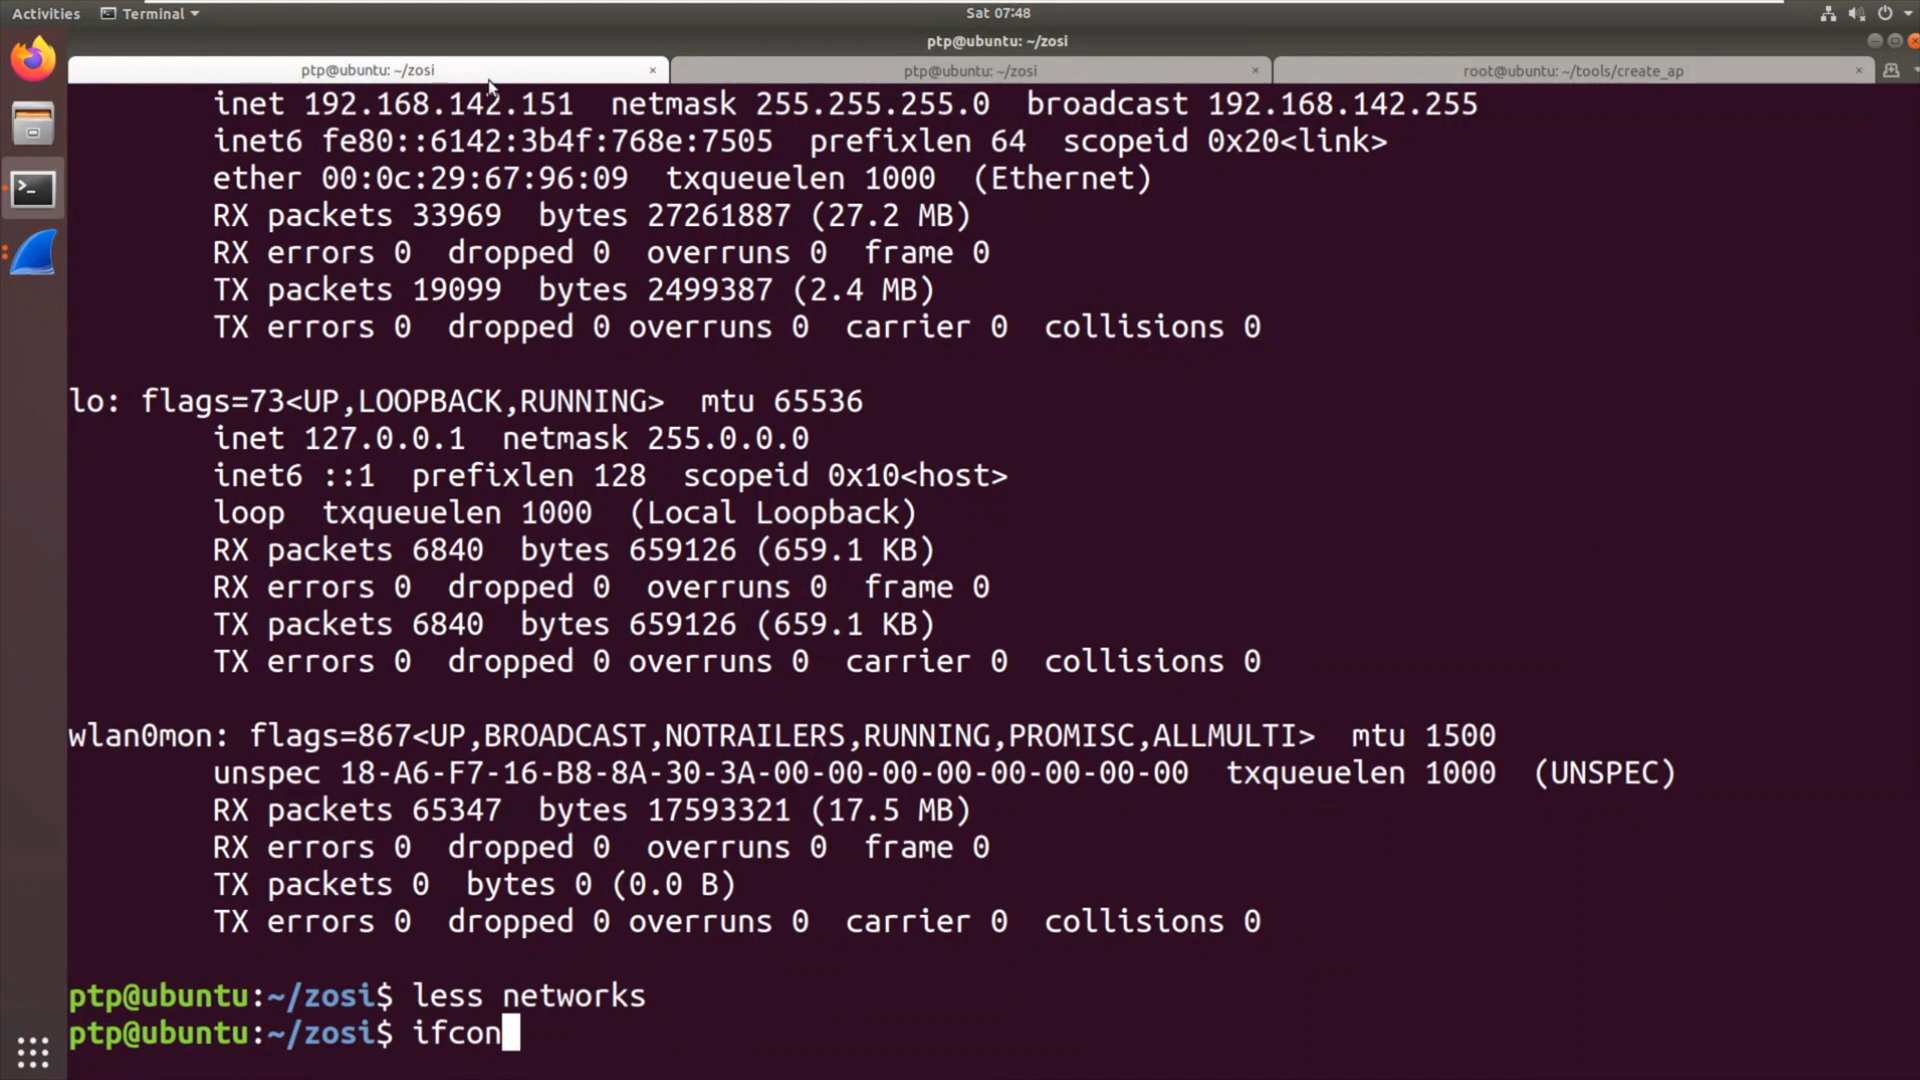 Activities Terminal Sat 07:48
ptp@ubuntu: ~/zosi
ptp@ubuntu: ~/zosi × ptp@ubuntu: ~/zosi × root@ubuntu: ~/tools/create_ap ×
inet 192.168.142.151 netmask 255.255.255.0 broadcast 192.168.142.255
inet6 fe80::6142:3b4f:768e:7505 prefixlen 64 scopeid 0x20<link>
ether 00:0c:29:67:96:09 txqueuelen 1000 (Ethernet)
RX packets 33969 bytes 27261887 (27.2 MB)
RX errors 0 dropped 0 overruns 0 frame 0
TX packets 19099 bytes 2499387 (2.4 MB)
TX errors 0 dropped 0 overruns 0 carrier 0 collisions 0
lo: flags=73<UP,LOOPBACK,RUNNING> mtu 65536
inet 127.0.0.1 netmask 255.0.0.0
inet6 ::1 prefixlen 128 scopeid 0x10<host>
loop txqueuelen 1000 (Local Loopback)
RX packets 6840 bytes 659126 (659.1 KB)
RX errors 0 dropped 0 overruns 0 frame 0
TX packets 6840 bytes 659126 (659.1 KB)
TX errors 0 dropped 0 overruns 0 carrier 0 collisions 0
wlan0mon: flags=867<UP,BROADCAST,NOTRAILERS,RUNNING,PROMISC,ALLMULTI> mtu 1500
unspec 18-A6-F7-16-B8-8A-30-3A-00-00-00-00-00-00-00-00 txqueuelen 1000 (UNSPEC)
RX packets 65347 bytes 17593321 (17.5 MB)
RX errors 0 dropped 0 overruns 0 frame 0
TX packets 0 bytes 0 (0.0 B)
TX errors 0 dropped 0 overruns 0 carrier 0 collisions 0
ptp@ubuntu:~/zosi$ less networks
ptp@ubuntu:~/zosi$ ifcon